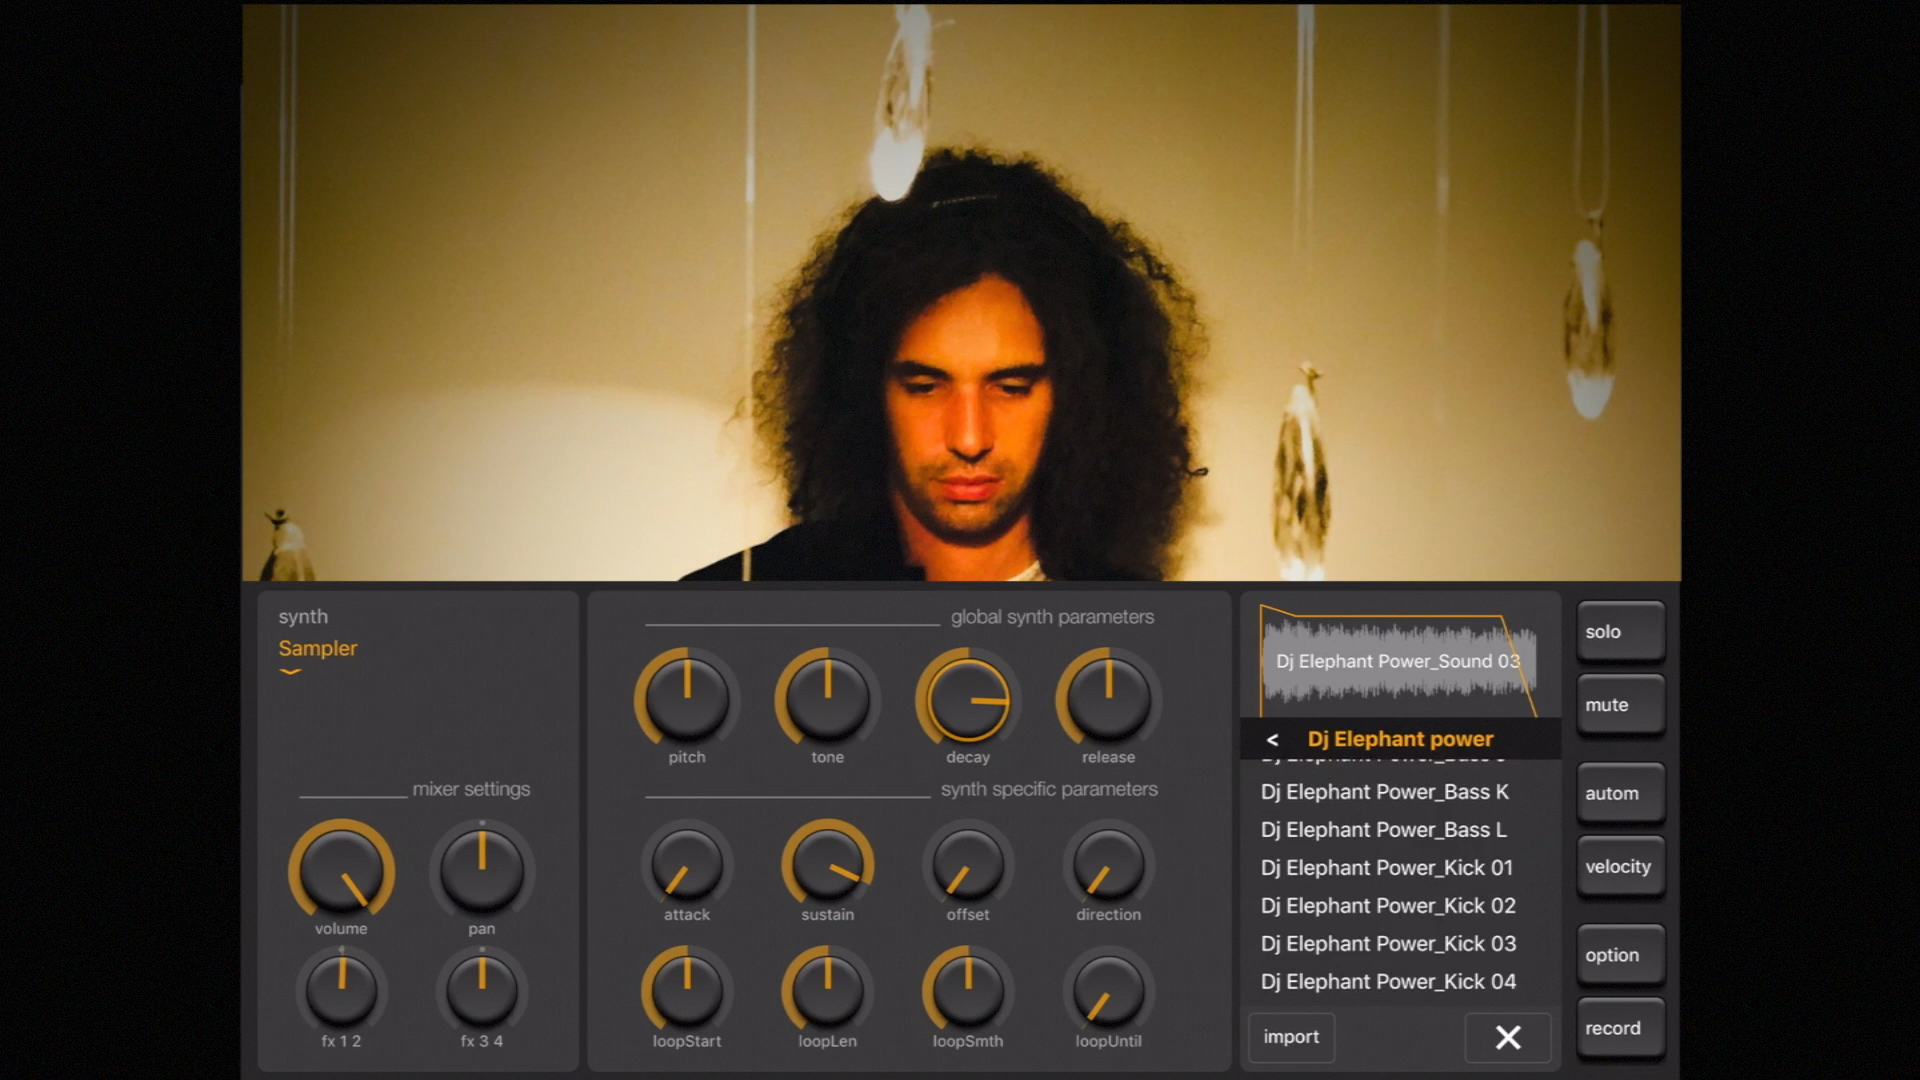 synth
Sampler
mixer settings
volume
pan
fx 1 2
fx 3 4
global synth parameters
pitch
tone
decay
release
synth specific parameters
attack
sustain
offset
direction
loopStart
loopLen
loopSmth
loopUntil
Dj Elephant Power_Sound 03
< Dj Elephant power
Dj Elephant Power_Bass K
Dj Elephant Power_Bass L
Dj Elephant Power_Kick 01
Dj Elephant Power_Kick 02
Dj Elephant Power_Kick 03
Dj Elephant Power_Kick 04
import
solo
mute
autom
velocity
option
record